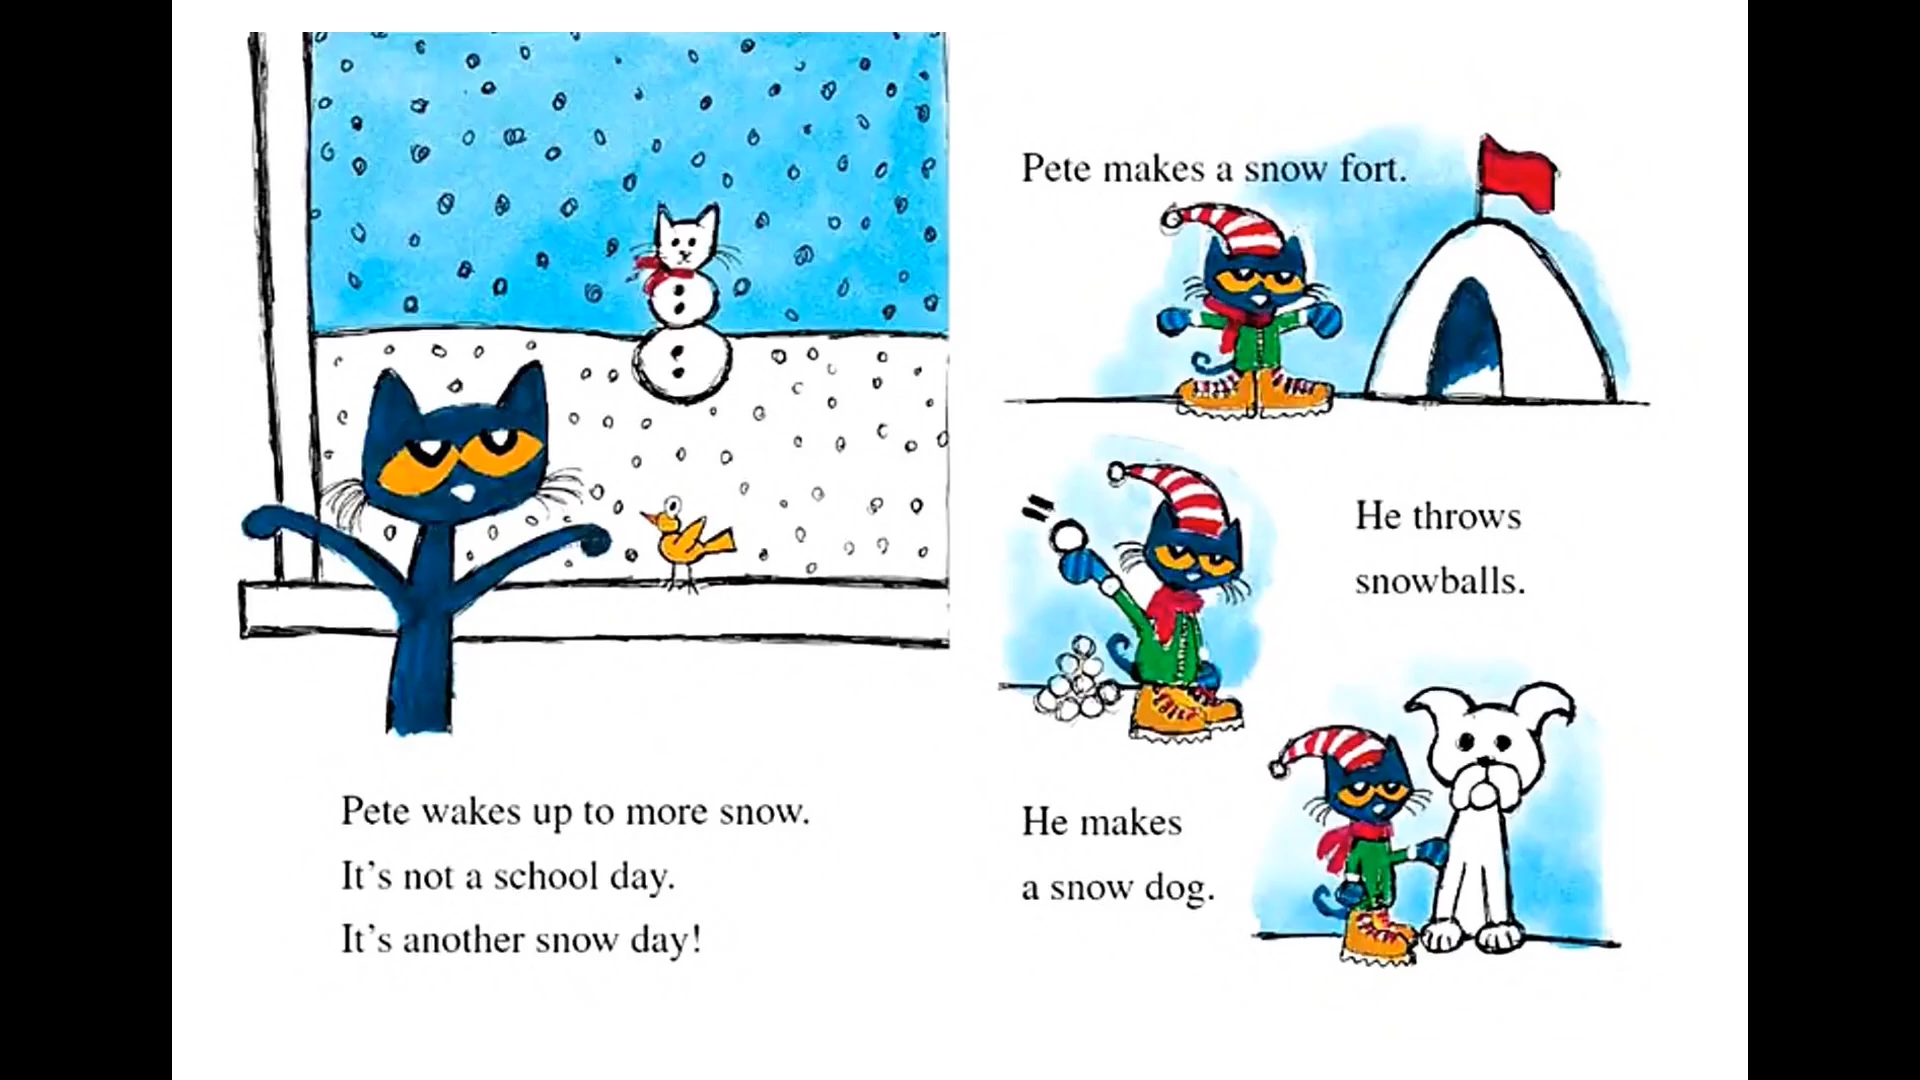 Pete wakes up to more snow.
It's not a school day.
It's another snow day!
Pete makes a snow fort.
He throws
snowballs.
He makes
a snow dog.